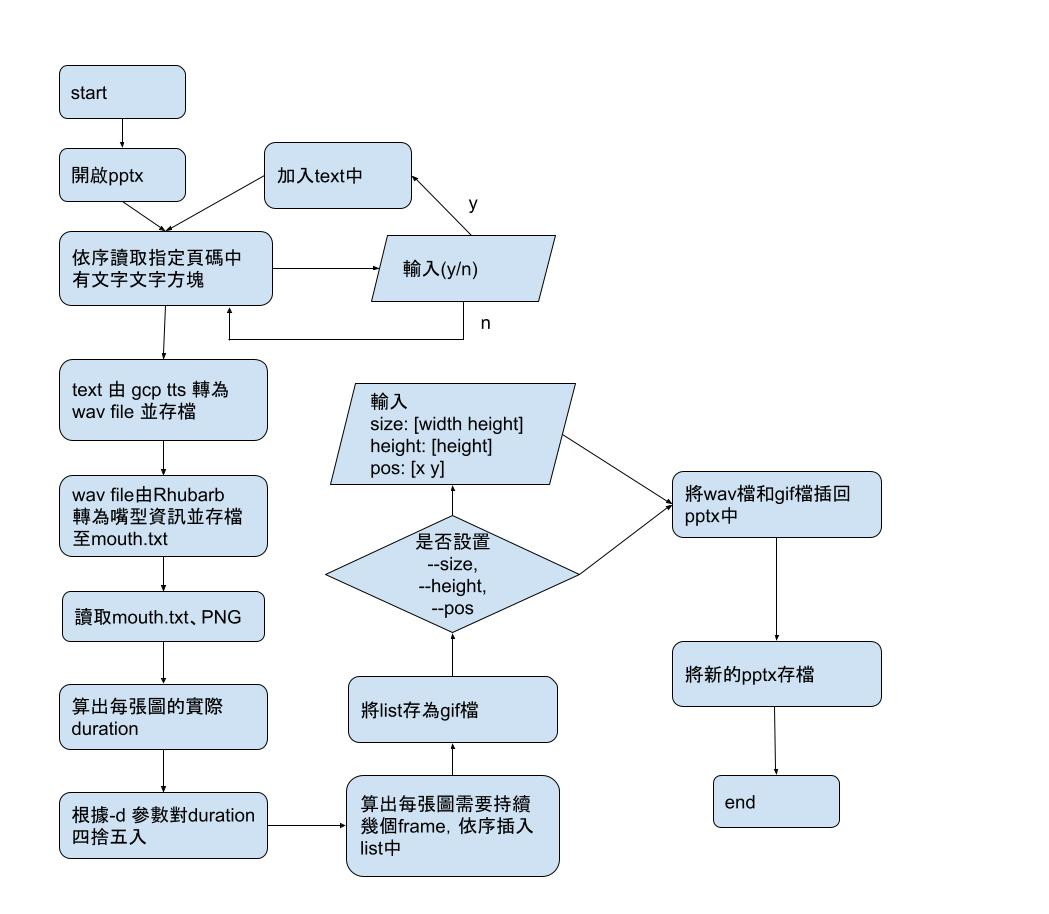 start
開啟pptx
加入text中
y
依序讀取指定頁碼中
有文字文字方塊
輸入(y/n)
n
text 由 gcp tts 轉為
wav file 並存檔
wav file由Rhubarb
轉為嘴型資訊並存檔
至mouth.txt
讀取mouth.txt、PNG
算出每張圖的實際
duration
根據-d 參數對duration
四捨五入
算出每張圖需要持續
幾個frame，依序插入
list中
將list存為gif檔
是否設置
--size,
--height,
--pos
輸入
size: [width height]
height: [height]
pos: [x y]
將wav檔和gif檔插回
pptx中
將新的pptx存檔
end